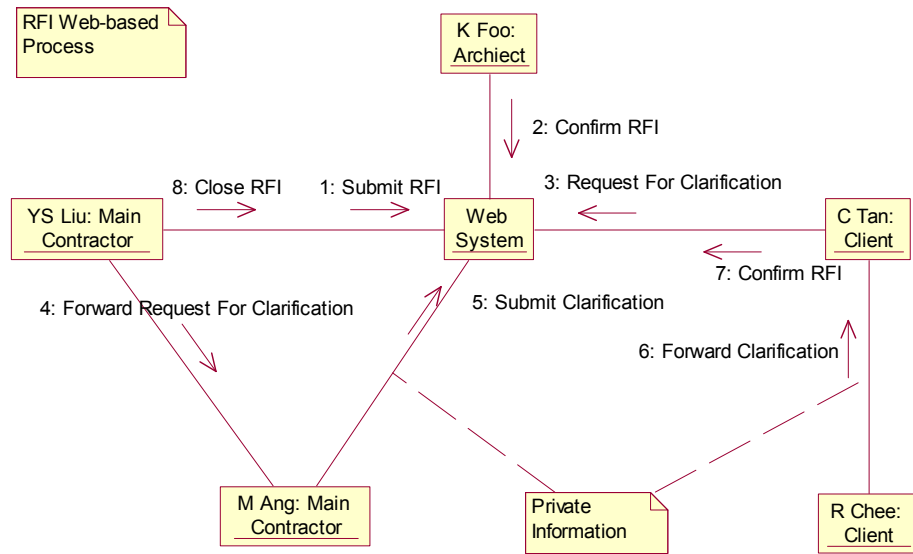 RFI Web-based
Process
K Foo:
Archiect
2: Confirm RFI
8: Close RFI
1: Submit RFI
3: Request For Clarification
YS Liu: Main
Contractor
Web
System
C Tan:
Client
7: Confirm RFI
4: Forward Request For Clarification
5: Submit Clarification
6: Forward Clarification
M Ang: Main
Contractor
Private
Information
R Chee:
Client